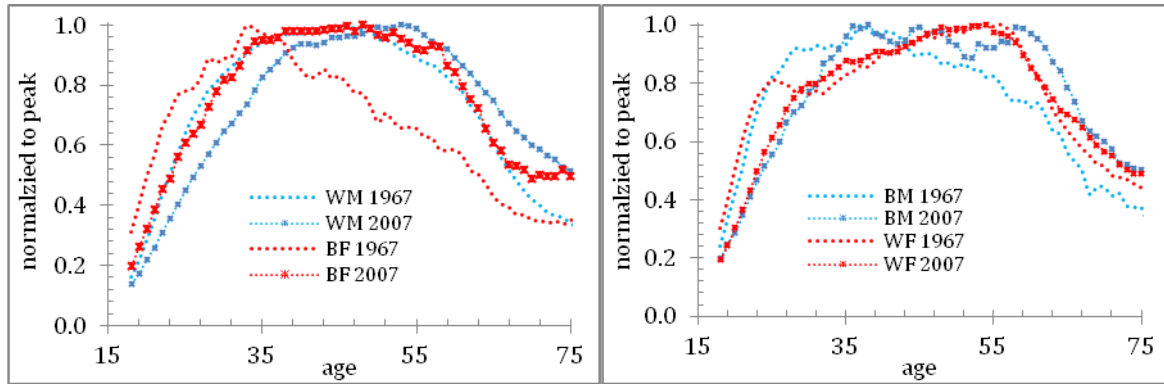 normalzied to peak
1.0
0.8
0.6
0.4
0.2
0.0
WM 1967
WM 2007
BF 1967
BF 2007
15
35
55
75
age
normalzied to peak
1.0
0.8
0.6
0.4
0.2
0.0
BM 1967
BM 2007
WF 1967
WF 2007
15
35
55
75
age